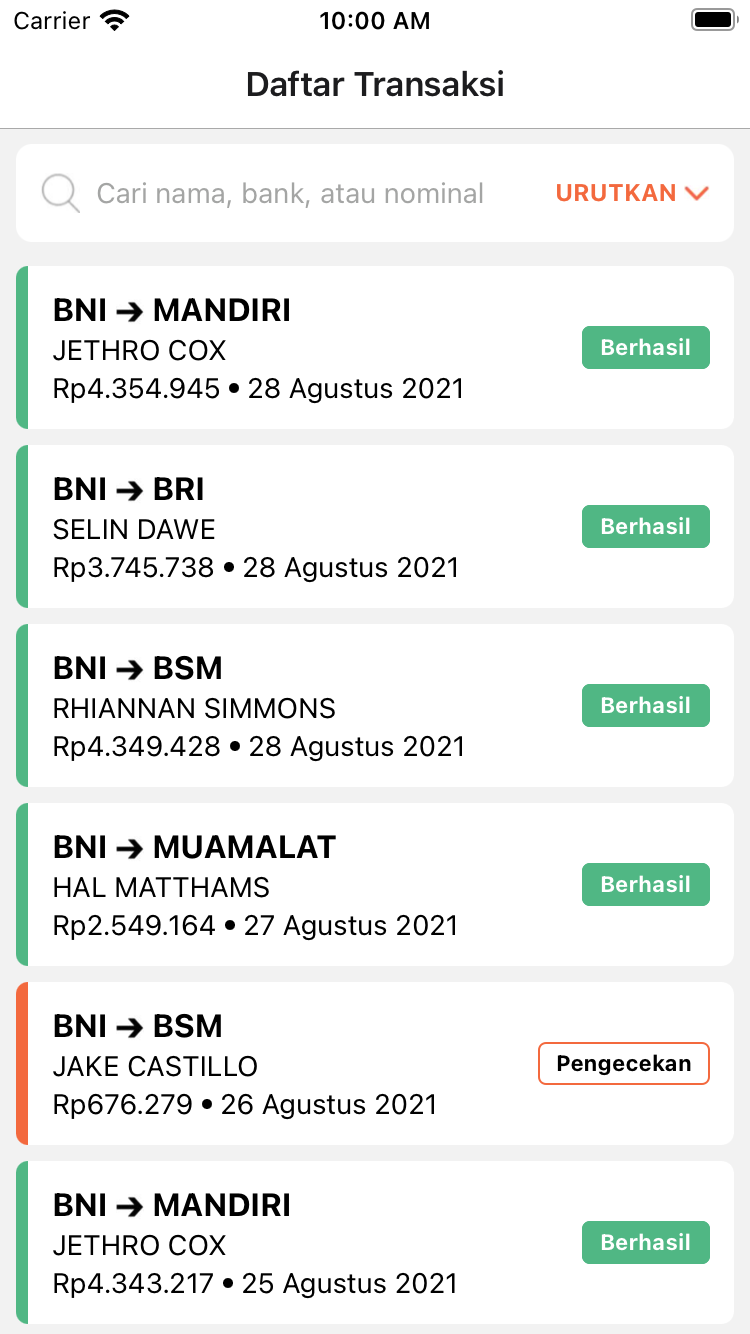 Carrier 10:00 AM
Daftar Transaksi
Cari nama, bank, atau nominal URUTKAN
BNI ➔ MANDIRI
JETHRO COX
Berhasil
Rp4.354.945 • 28 Agustus 2021
BNI ➔ BRI
SELIN DAWE
Berhasil
Rp3.745.738 • 28 Agustus 2021
BNI ➔ BSM
RHIANNAN SIMMONS
Berhasil
Rp4.349.428 • 28 Agustus 2021
BNI ➔ MUAMALAT
HAL MATTHAMS
Berhasil
Rp2.549.164 • 27 Agustus 2021
BNI ➔ BSM
JAKE CASTILLO
Pengecekan
Rp676.279 • 26 Agustus 2021
BNI ➔ MANDIRI
JETHRO COX
Berhasil
Rp4.343.217 • 25 Agustus 2021